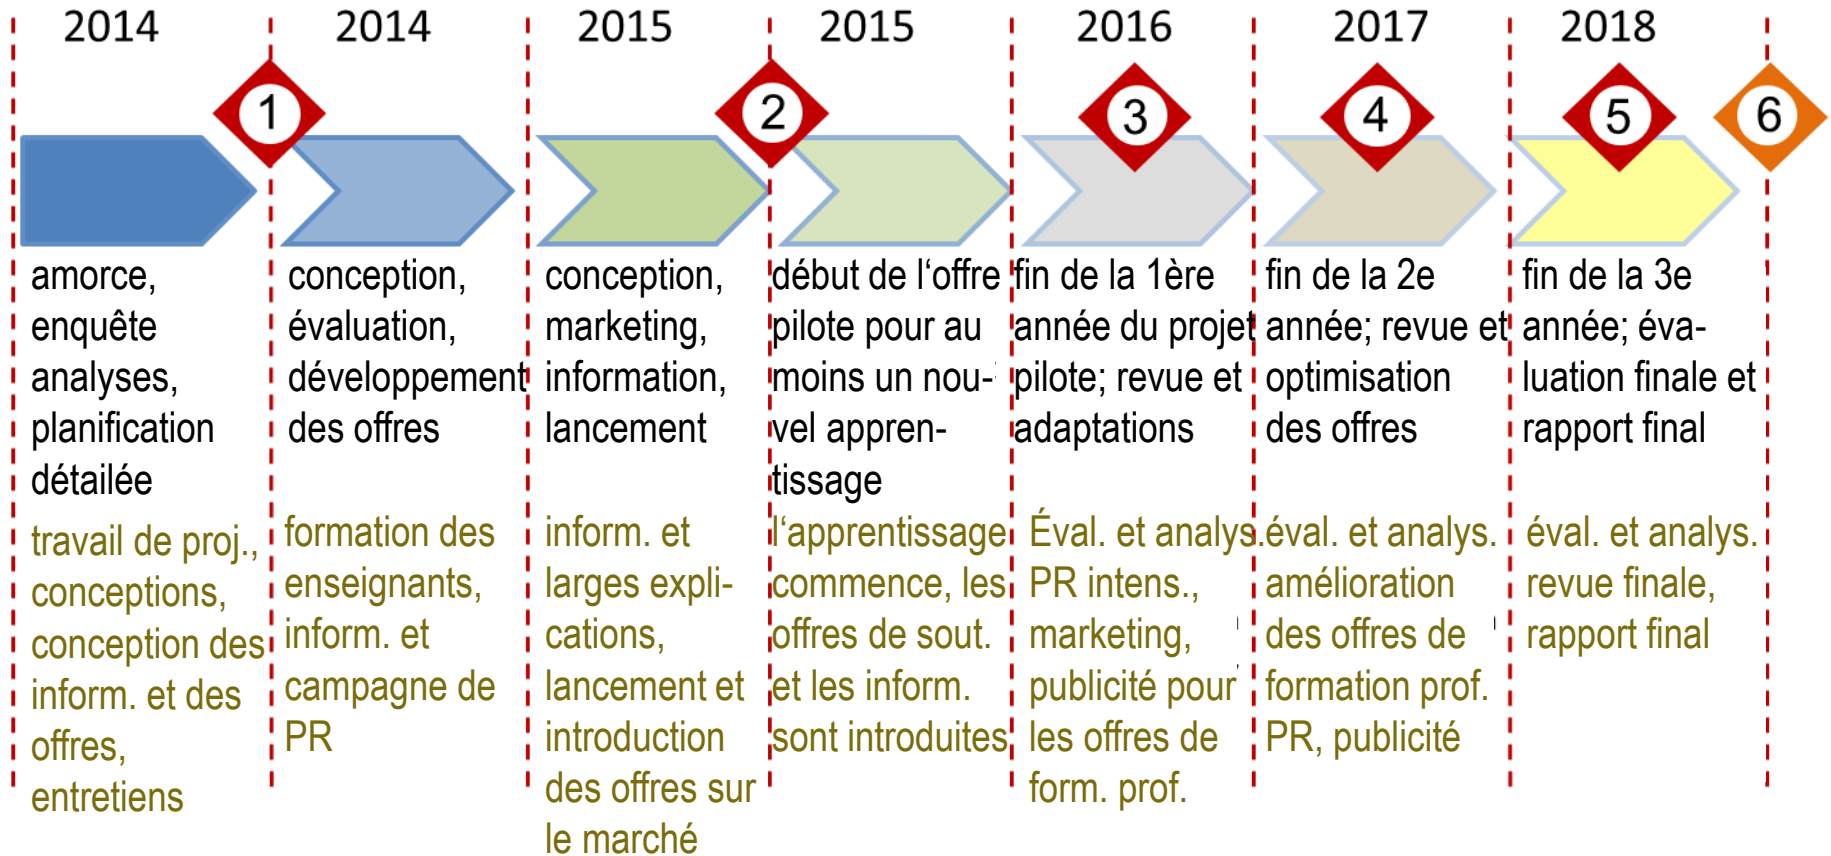 2014
2014
2015
2015
2016
2017
2018
1
2
3
4
5
6
amorce,
enquête
analyses,
planification
détailée
conception,
évaluation,
développement
des offres
conception,
marketing,
information,
lancement
début de l‘offre
pilote pour au
moins un nou-
vel appren-
tissage
fin de la 1ère
année du projet
pilote; revue et
adaptations
fin de la 2e
année; revue et
optimisation
des offres
fin de la 3e
année; éva-
luation finale et
rapport final
travail de proj.,
conceptions,
conception des
inform. et des
offres,
entretiens
formation des
enseignants,
inform. et
campagne de
PR
inform. et
larges expli-
cations,
lancement et
introduction
des offres sur
le marché
l‘apprentissage
commence, les
offres de sout.
et les inform.
sont introduites
Éval. et analys.
PR intens.,
marketing,
publicité pour
les offres de
form. prof.
éval. et analys.
amélioration
des offres de
formation prof.
PR, publicité
éval. et analys.
revue finale,
rapport final